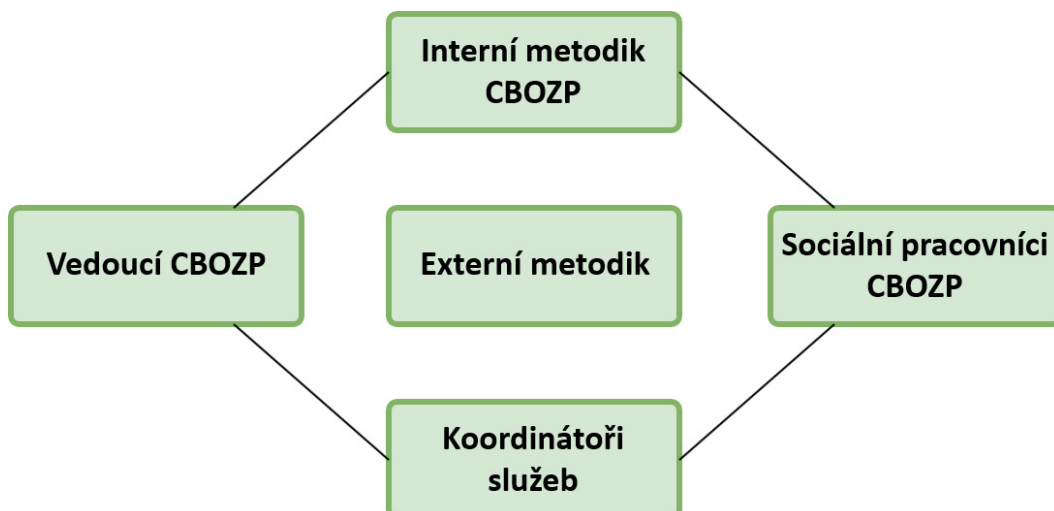 Interní metodik
CBOZP
Vedoucí CBOZP
Externí metodik
Sociální pracovníci
CBOZP
Koordinátoři
služeb